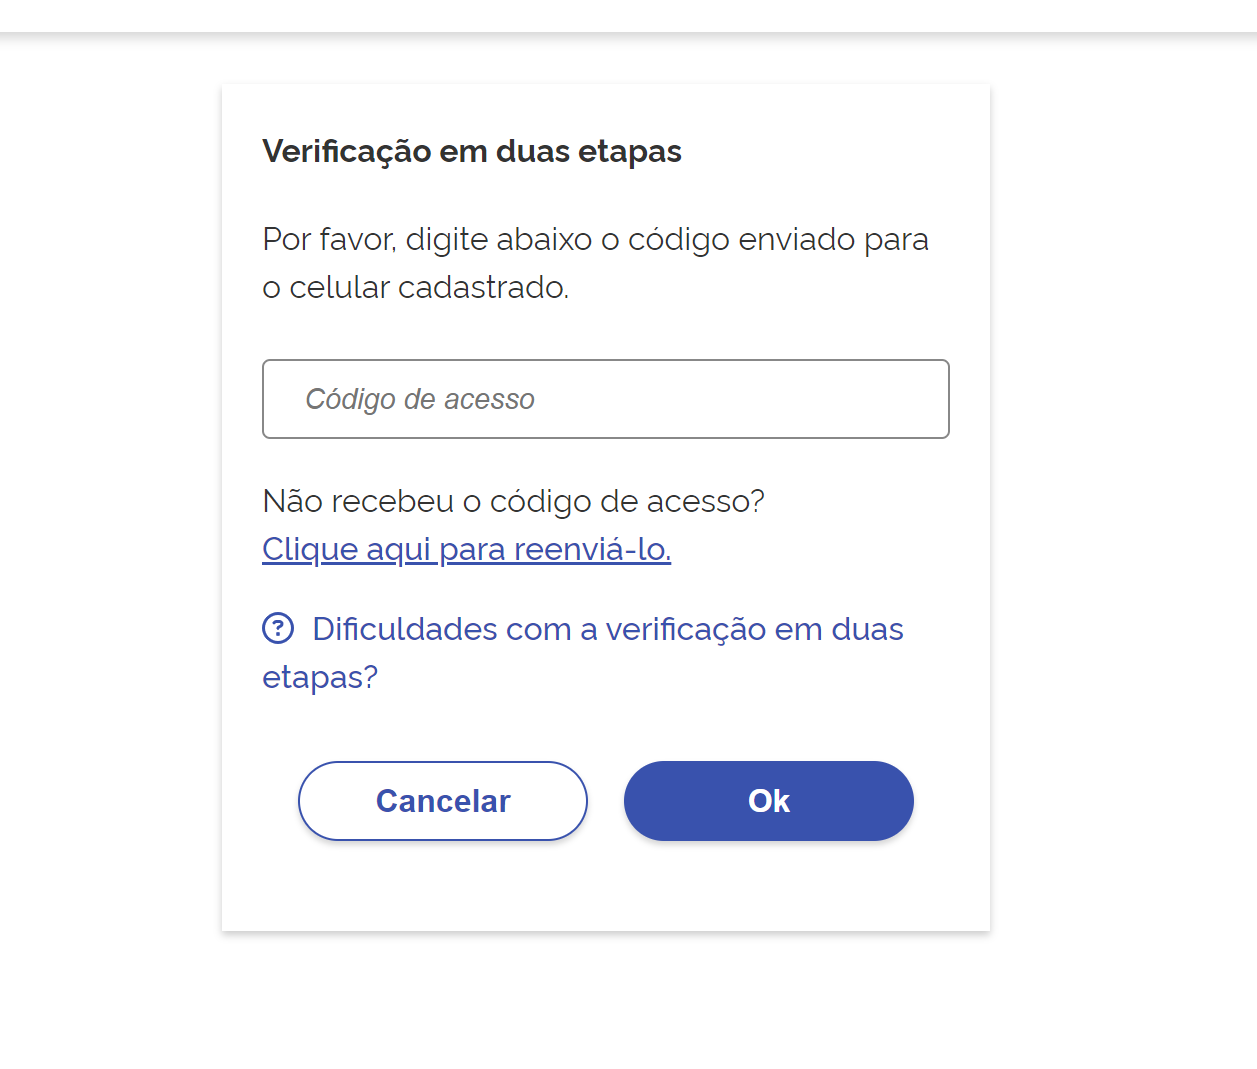 Verificação em duas etapas
Por favor, digite abaixo o código enviado para
o celular cadastrado.
Código de acesso
Não recebeu o código de acesso?
Clique aqui para reenviá-lo.
? Dificuldades com a verificação em duas
etapas?
Cancelar
Ok